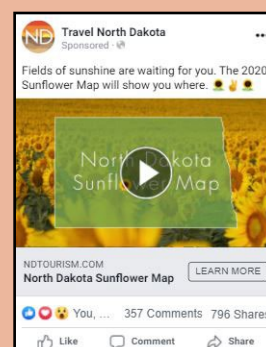 ND
Travel North Dakota
Sponsored ·
Fields of sunshine are waiting for you. The 2020
Sunflower Map will show you where. 🌻✌🌻
North Dakota
Sunflower Map
NDTOURISM.COM
North Dakota Sunflower Map
LEARN MORE
You, ... 357 Comments 796 Shares
Like Comment Share